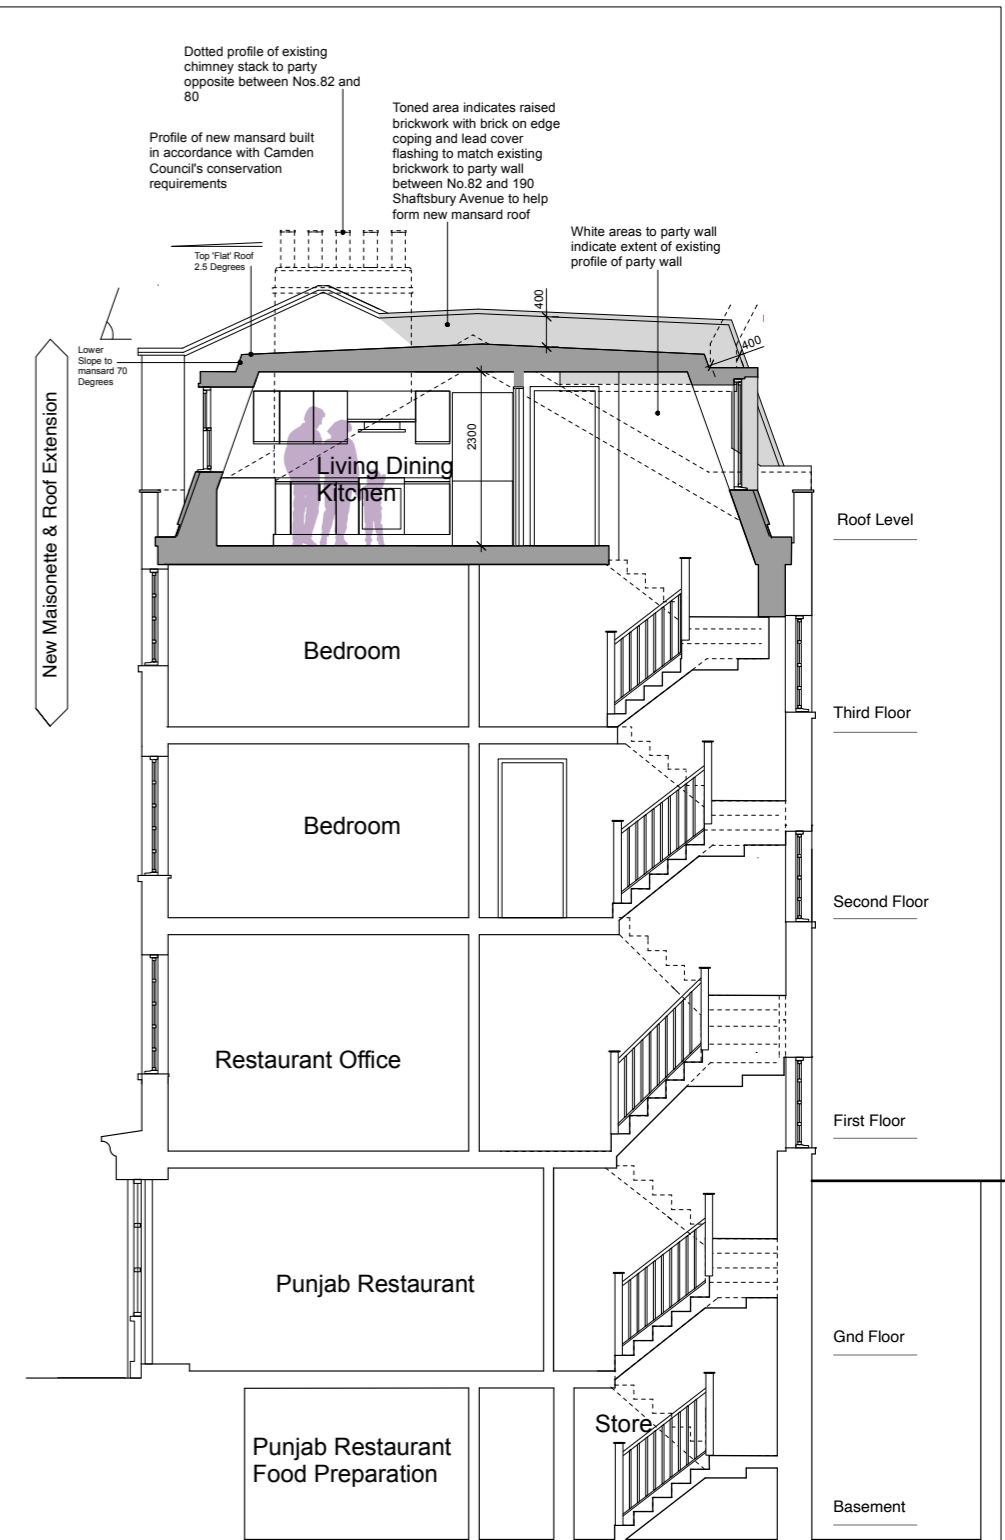 Dotted profile of existing
chimney stack to party
opposite between Nos.82 and
80
Profile of new mansard built
in accordance with Camden
Council's conservation
requirements
Toned area indicates raised
brickwork with brick on edge
coping and lead cover
flashing to match existing
brickwork to party wall
between No.82 and 190
Shaftsbury Avenue to help
form new mansard roof
White areas to party wall
indicate extent of existing
profile of party wall
Top 'Flat' Roof
2.5 Degrees
400
400
Lower
Slope to
mansard 70
Degrees
New Maisonette & Roof Extension
2300
Living Dining
Kitchen
Roof Level
Bedroom
Third Floor
Bedroom
Second Floor
Restaurant Office
First Floor
Punjab Restaurant
Gnd Floor
Store
Punjab Restaurant
Food Preparation
Basement